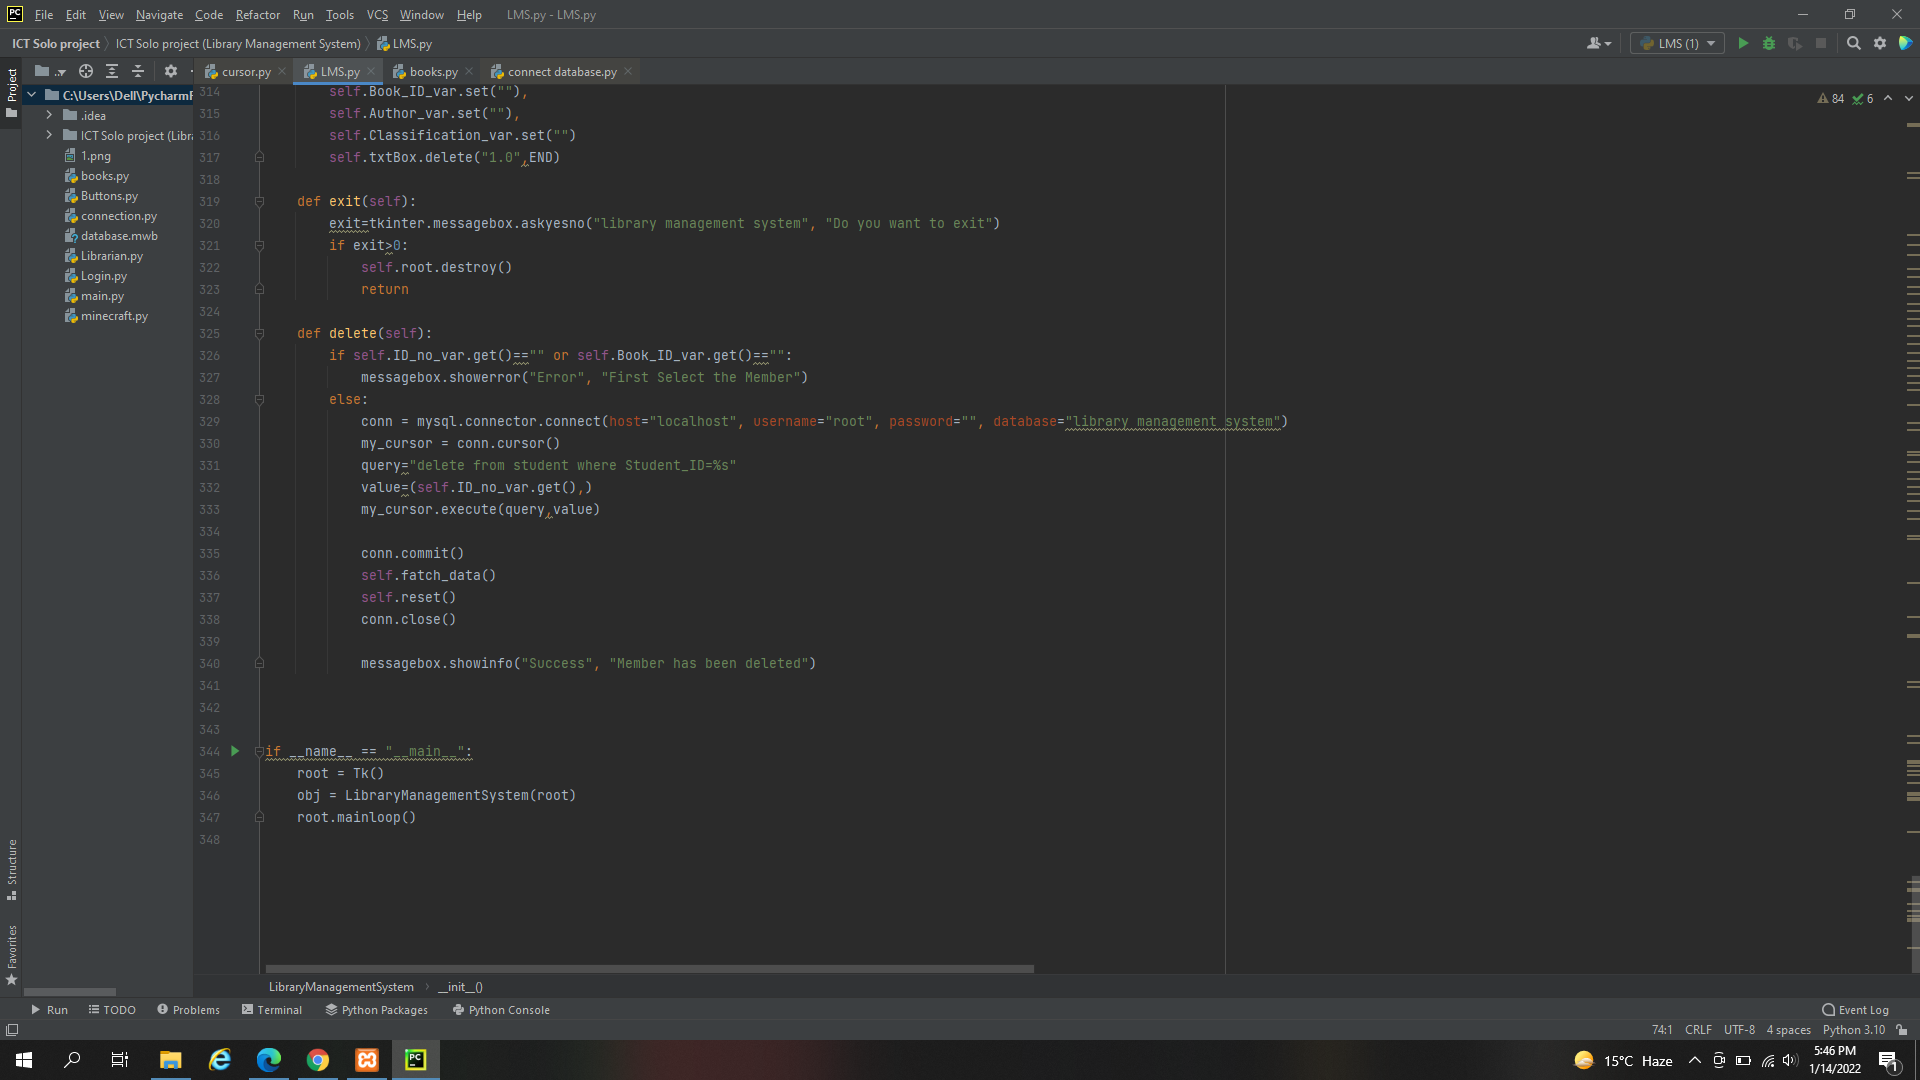 PC File Edit View Navigate Code Refactor Run Tools VCS Window Help LMS.py - LMS.py
ICT Solo project ICT Solo project (Library Management System) LMS.py LMS (1)
Project .. cursor.py LMS.py books.py connect database.py
C:\Users\Dell\PycharmP
.idea
ICT Solo project (Libra
1.png
books.py
Buttons.py
connection.py
database.mwb
Librarian.py
Login.py
main.py
minecraft.py
84 6
314 self.Book_ID_var.set(""),
315 self.Author_var.set(""),
316 self.Classification_var.set("")
317 self.txtBox.delete("1.0",END)
318
319 def exit(self):
320 exit=tkinter.messagebox.askyesno("library management system", "Do you want to exit")
321 if exit>0:
322 self.root.destroy()
323 return
324
325 def delete(self):
326 if self.ID_no_var.get()=="" or self.Book_ID_var.get()=="":
327 messagebox.showerror("Error", "First Select the Member")
328 else:
329 conn = mysql.connector.connect(host="localhost", username="root", password="", database="library management system")
330 my_cursor = conn.cursor()
331 query="delete from student where Student_ID=%s"
332 value=(self.ID_no_var.get(),)
333 my_cursor.execute(query,value)
334
335 conn.commit()
336 self.fatch_data()
337 self.reset()
338 conn.close()
339
340 messagebox.showinfo("Success", "Member has been deleted")
341
342
343
344 if __name__ == "__main__":
345 root = Tk()
346 obj = LibraryManagementSystem(root)
347 root.mainloop()
348
Structure
Favorites
LibraryManagementSystem __init__()
Run TODO Problems Terminal Python Packages Python Console Event Log
74:1 CRLF UTF-8 4 spaces Python 3.10
PC 15°C Haze 5:46 PM
1/14/2022 1